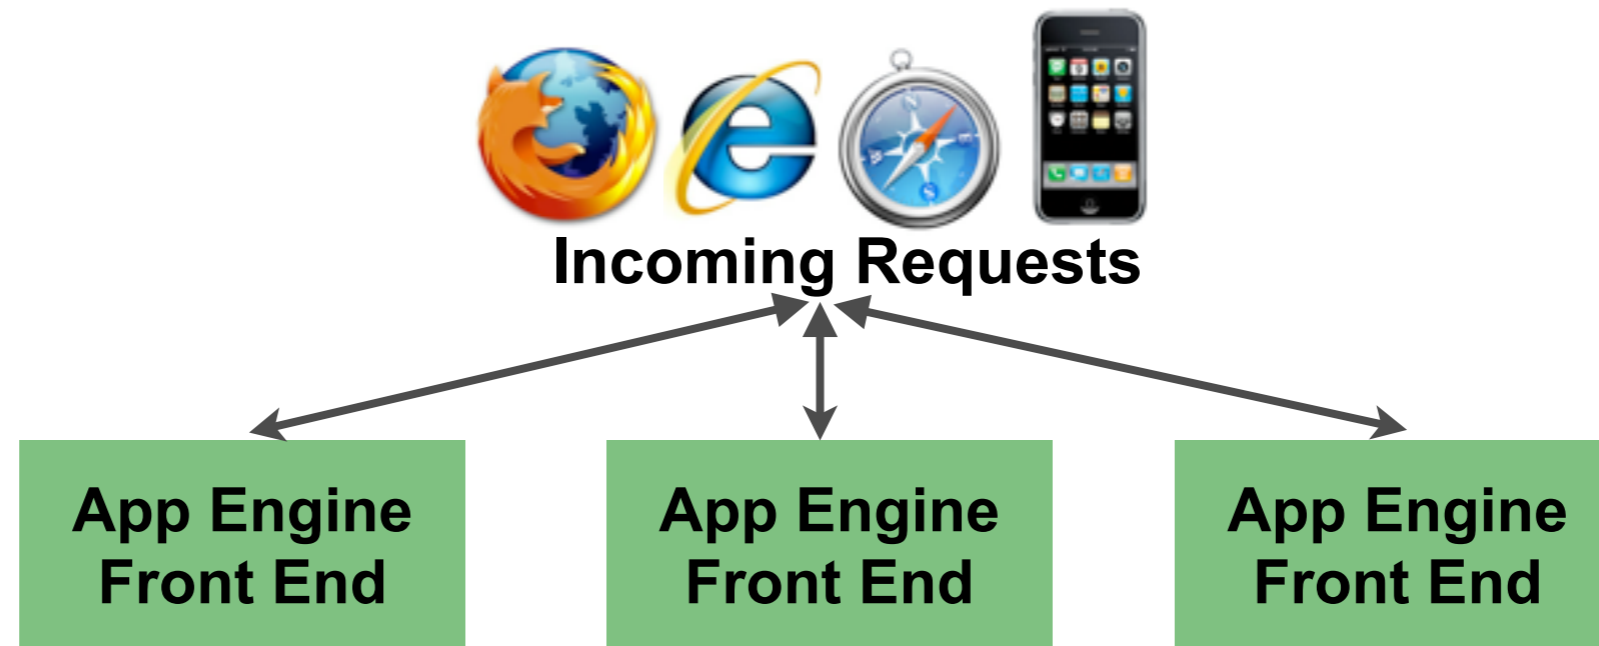 Incoming Requests
App Engine
Front End
App Engine
Front End
App Engine
Front End